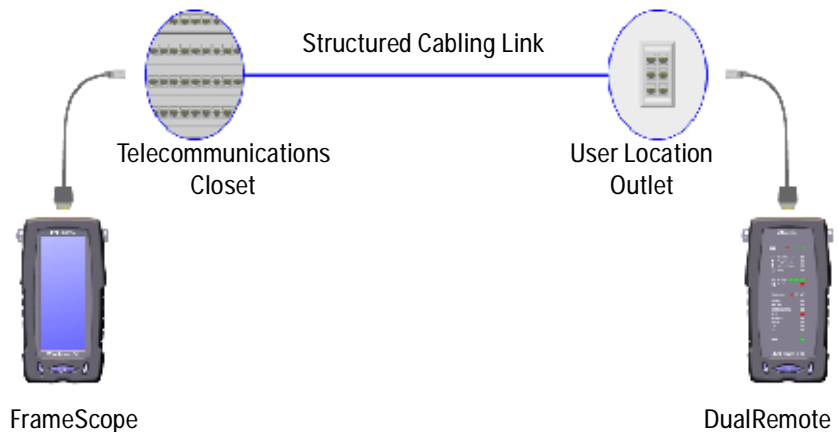 Structured Cabling Link
Telecommunications
Closet
User Location
Outlet
FrameScope
DualRemote